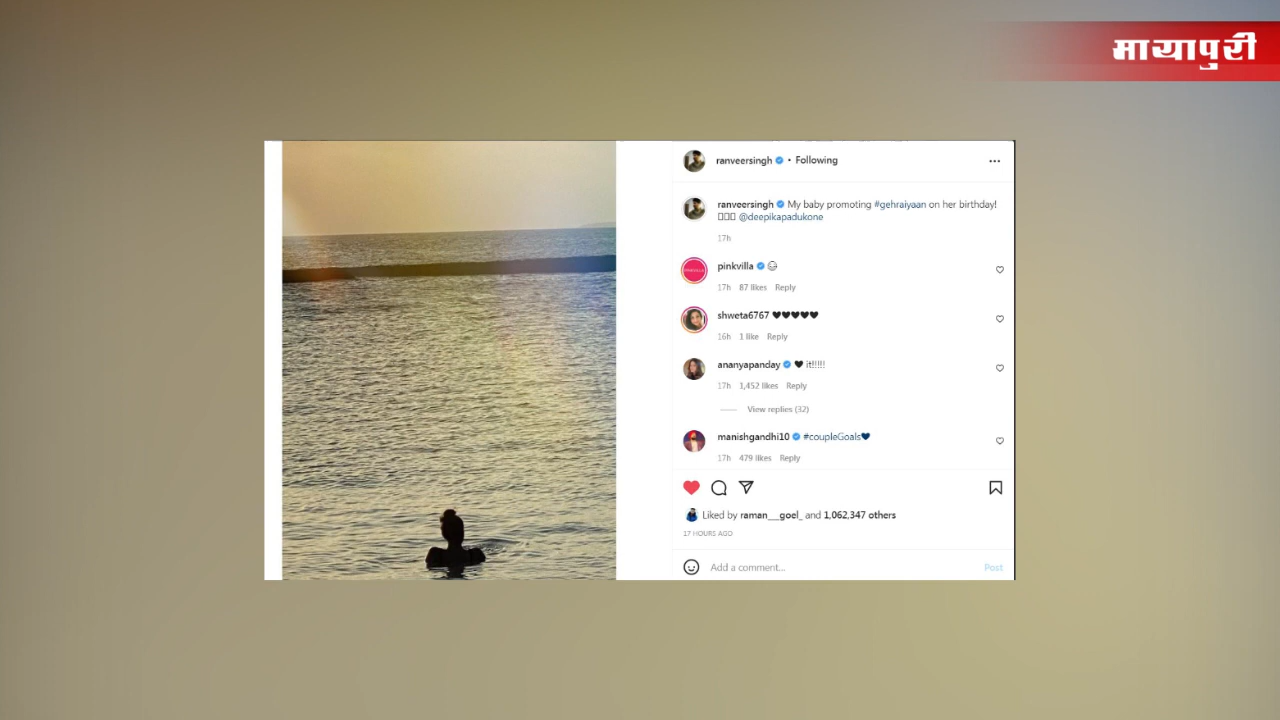 मायापुरी
ranveersingh • Following
ranveersingh My baby promoting #gehraiyaan on her birthday!
@deepikapadukone
17h
pinkvilla
17h 87 likes Reply
shweta6767 🖤🖤🖤🖤🖤
16h 1 like Reply
ananyapanday 🖤 it!!!!!
17h 1,452 likes Reply
View replies (32)
manishgandhi10 #coupleGoals🖤
17h 479 likes Reply
Liked by raman___goel_ and 1,062,347 others
17 HOURS AGO
Add a comment... Post